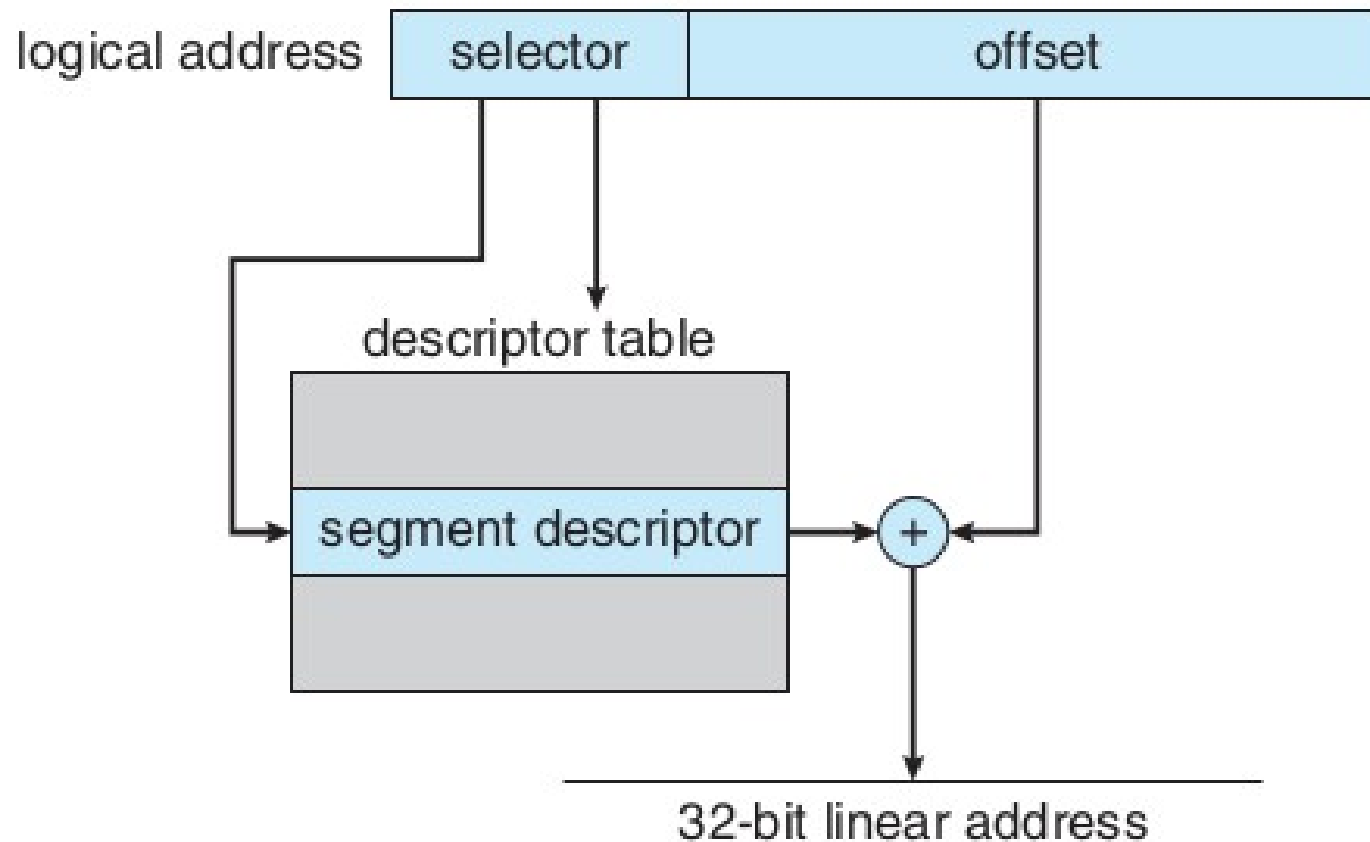 logical address selector offset
descriptor table
segment descriptor +
32-bit linear address